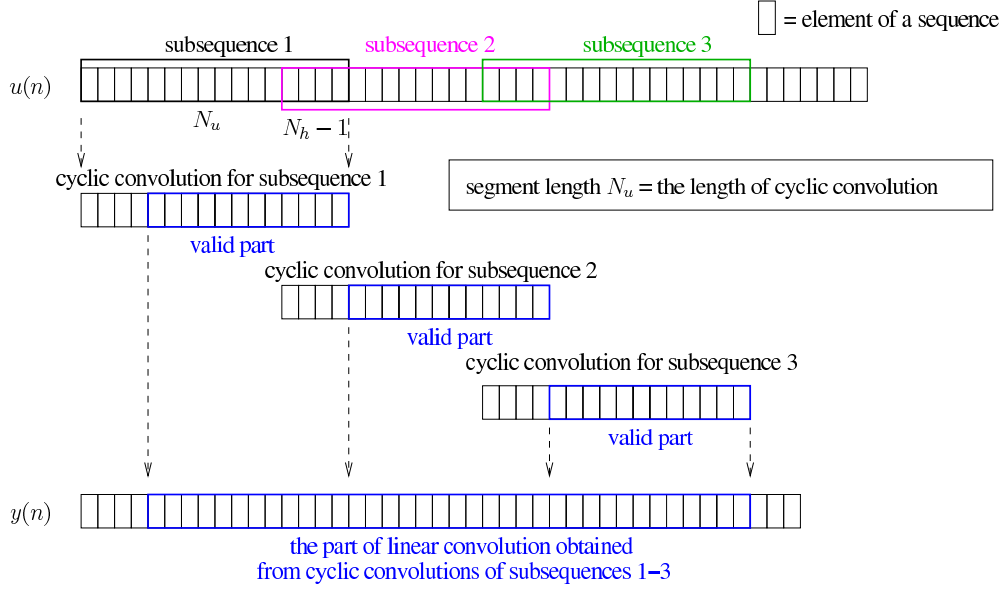 = element of a sequence
subsequence 1
subsequence 2
subsequence 3
u(n)
N_u
N_h − 1
cyclic convolution for subsequence 1
segment length N_u = the length of cyclic convolution
valid part
cyclic convolution for subsequence 2
valid part
cyclic convolution for subsequence 3
valid part
y(n)
the part of linear convolution obtained
from cyclic convolutions of subsequences 1−3